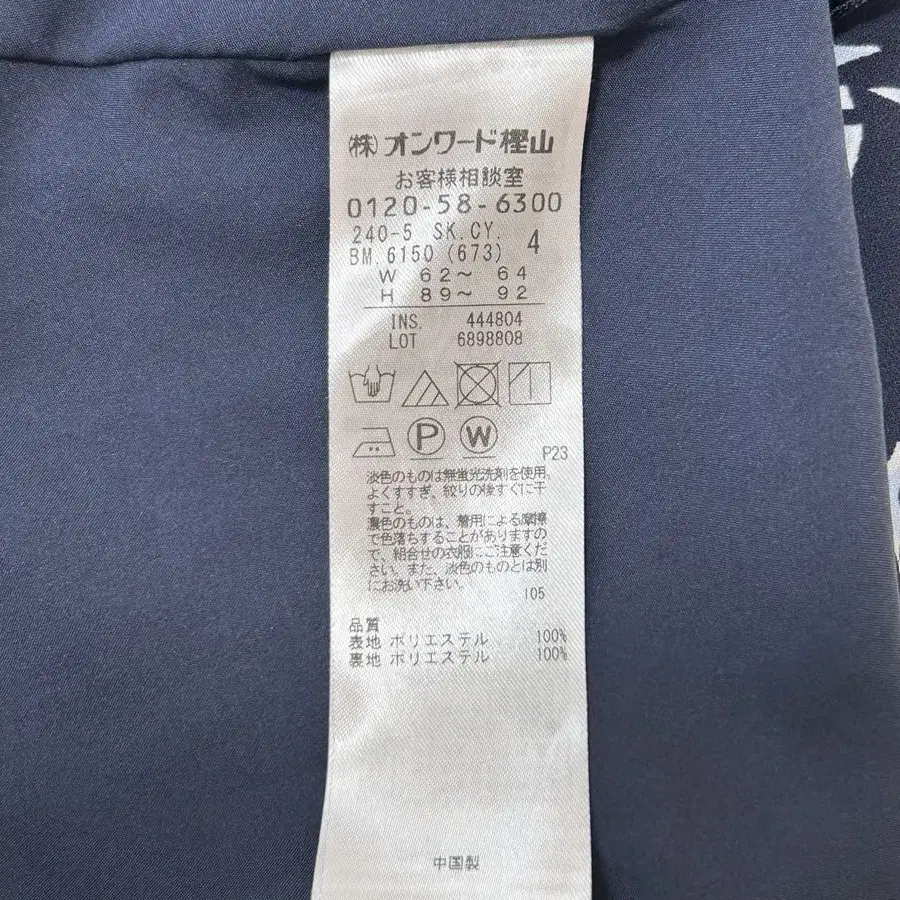 ㈱オンワード樫山
お客様相談室
0120-58-6300
240-5 SK.CY. 4
BM.6150(673)
W 62〜 64
H 89〜 92
INS. 444804
LOT 6898808
P W
P23
淡色のものは無蛍光洗剤を使用。
よくすすぎ、絞りの後すぐに干
すこと。
濃色のものは、着用による摩擦
で色落ちすることがありますの
で、組合せの衣服にご注意くだ
さい。また、淡色のものとは別
にお洗い下さい。
105
品質
表地 ポリエステル 100%
裏地 ポリエステル 100%
中国製